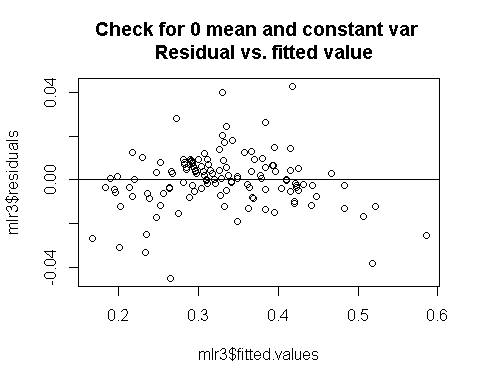 Check for 0 mean and constant var
Residual vs. fitted value
mlr3$residuals
0.04
0.00
-0.04
0.2
0.3
0.4
0.5
0.6
mlr3$fitted.values